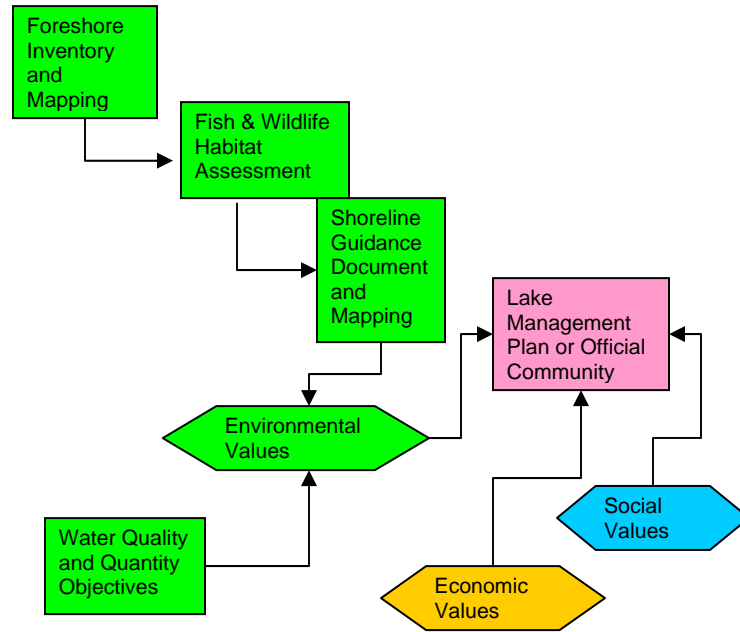 Foreshore
Inventory
and
Mapping
Fish & Wildlife
Habitat
Assessment
Shoreline
Guidance
Document
and
Mapping
Lake
Management
Plan or Official
Community
Environmental
Values
Social
Values
Water Quality
and Quantity
Objectives
Economic
Values